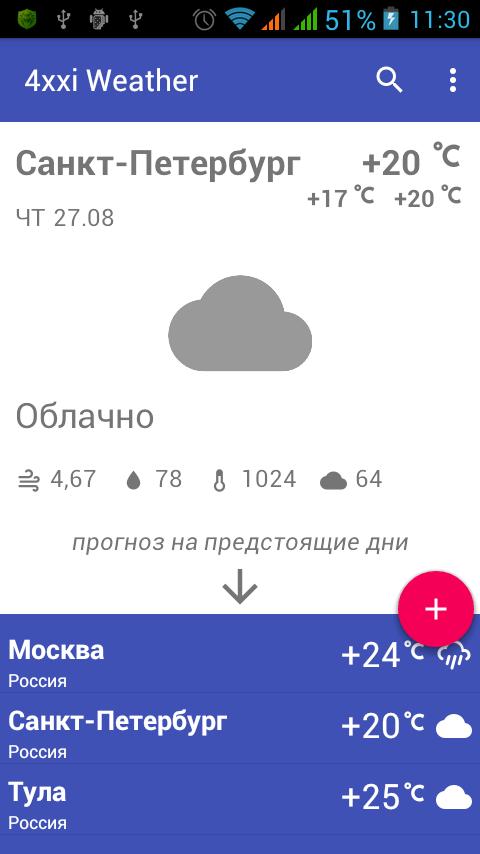 51% 11:30
4xxi Weather
Санкт-Петербург +20 °C
+17 °C +20 °C
ЧТ 27.08
Облачно
4,67 78 1024 64
прогноз на предстоящие дни
Москва +24°C
Россия
Санкт-Петербург +20°C
Россия
Тула +25°C
Россия